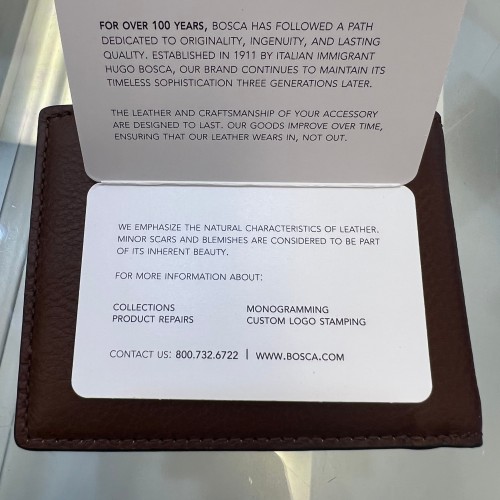 FOR OVER 100 YEARS, BOSCA HAS FOLLOWED A PATH
DEDICATED TO ORIGINALITY, INGENUITY, AND LASTING
QUALITY. ESTABLISHED IN 1911 BY ITALIAN IMMIGRANT
HUGO BOSCA, OUR BRAND CONTINUES TO MAINTAIN ITS
TIMELESS SOPHISTICATION THREE GENERATIONS LATER.
THE LEATHER AND CRAFTSMANSHIP OF YOUR ACCESSORY
ARE DESIGNED TO LAST. OUR GOODS IMPROVE OVER TIME,
ENSURING THAT OUR LEATHER WEARS IN, NOT OUT.
WE EMPHASIZE THE NATURAL CHARACTERISTICS OF LEATHER.
MINOR SCARS AND BLEMISHES ARE CONSIDERED TO BE PART
OF ITS INHERENT BEAUTY.
FOR MORE INFORMATION ABOUT:
COLLECTIONS MONOGRAMMING
PRODUCT REPAIRS CUSTOM LOGO STAMPING
CONTACT US: 800.732.6722 | WWW.BOSCA.COM